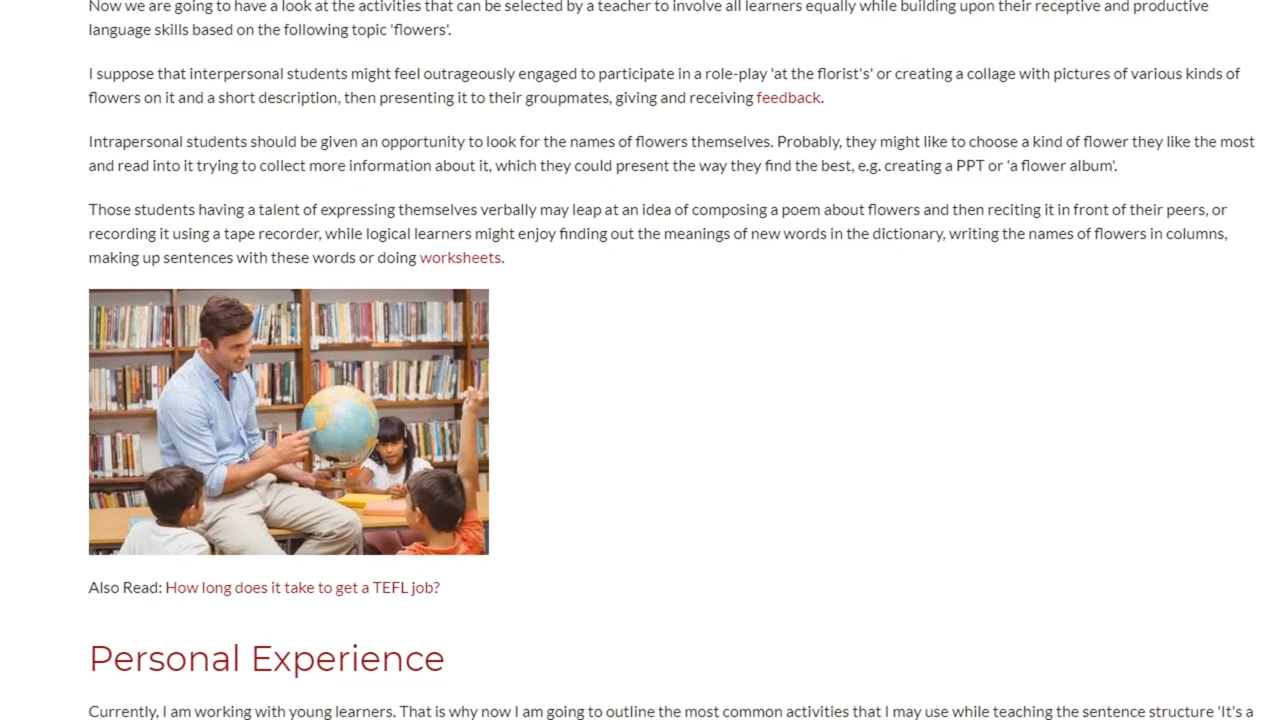 Now we are going to have a look at the activities that can be selected by a teacher to involve all learners equally while building upon their receptive and productive
language skills based on the following topic 'flowers'.
I suppose that interpersonal students might feel outrageously engaged to participate in a role-play 'at the florist's' or creating a collage with pictures of various kinds of
flowers on it and a short description, then presenting it to their groupmates, giving and receiving feedback.
Intrapersonal students should be given an opportunity to look for the names of flowers themselves. Probably, they might like to choose a kind of flower they like the most
and read into it trying to collect more information about it, which they could present the way they find the best, e.g. creating a PPT or 'a flower album'.
Those students having a talent of expressing themselves verbally may leap at an idea of composing a poem about flowers and then reciting it in front of their peers, or
recording it using a tape recorder, while logical learners might enjoy finding out the meanings of new words in the dictionary, writing the names of flowers in columns,
making up sentences with these words or doing worksheets.
Also Read: How long does it take to get a TEFL job?
Personal Experience
Currently, I am working with young learners. That is why now I am going to outline the most common activities that I may use while teaching the sentence structure 'It's a